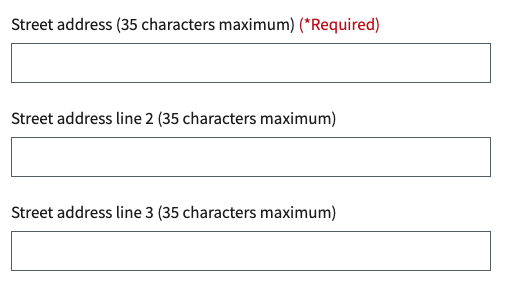 Street address (35 characters maximum) (*Required)
Street address line 2 (35 characters maximum)
Street address line 3 (35 characters maximum)